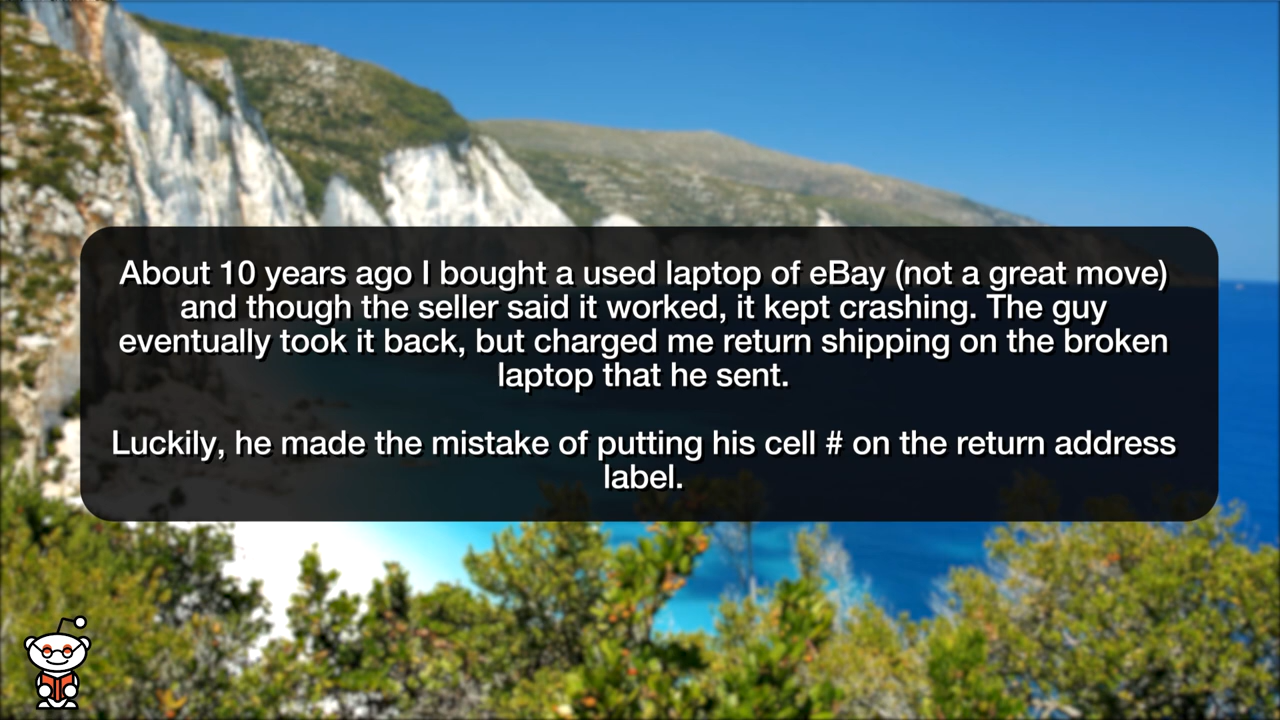 About 10 years ago I bought a used laptop of eBay (not a great move)
and though the seller said it worked, it kept crashing. The guy
eventually took it back, but charged me return shipping on the broken
laptop that he sent.
Luckily, he made the mistake of putting his cell # on the return address
label.